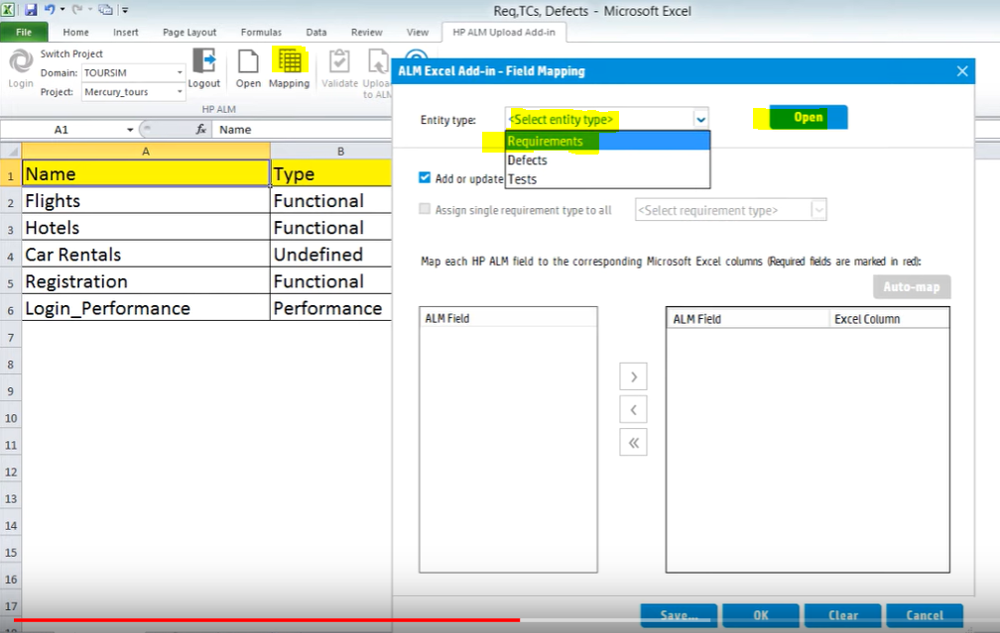 Req,TCs, Defects - Microsoft Excel
File Home Insert Page Layout Formulas Data Review View HP ALM Upload Add-in
Switch Project
Domain: TOURSIM
Project: Mercury_tours
Login
Logout
Open
Mapping
Validate
Upload
to ALM
HP ALM
A1 fx Name
A B
1 Name Type
2 Flights Functional
3 Hotels Functional
4 Car Rentals Undefined
5 Registration Functional
6 Login_Performance Performance
7
8
9
10
11
12
13
14
15
16
17
ALM Excel Add-in - Field Mapping
Entity type: <Select entity type> Open
Requirements
Defects
Tests
Add or update
Assign single requirement type to all <Select requirement type>
Map each HP ALM field to the corresponding Microsoft Excel columns (Required fields are marked in red):
Auto-map
ALM Field
ALM Field Excel Column
> 
<
«
Save... OK Clear Cancel